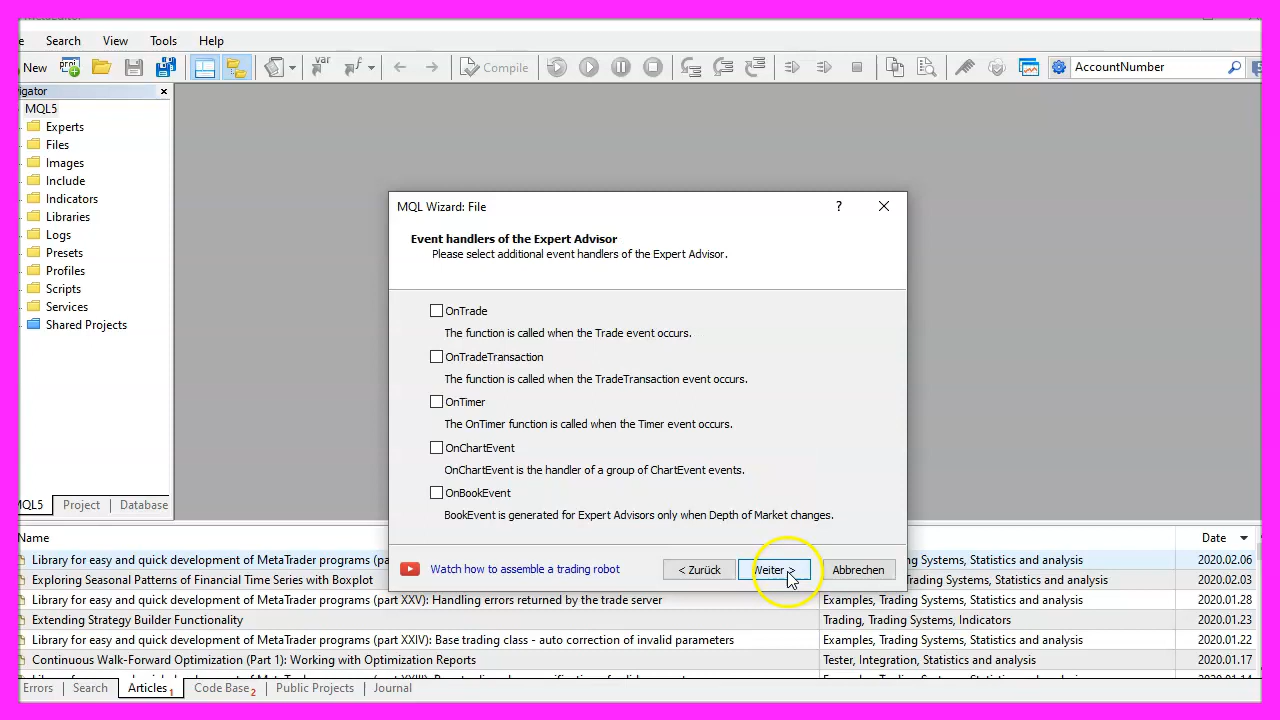 Search View Tools Help
New Compile AccountNumber
vigator
MQL5
Experts
Files
Images
Include
Indicators
Libraries
Logs
Presets
Profiles
Scripts
Services
Shared Projects
MQL5 Project Database
MQL Wizard: File ?
Event handlers of the Expert Advisor
Please select additional event handlers of the Expert Advisor.
OnTrade
The function is called when the Trade event occurs.
OnTradeTransaction
The function is called when the TradeTransaction event occurs.
OnTimer
The OnTimer function is called when the Timer event occurs.
OnChartEvent
OnChartEvent is the handler of a group of ChartEvent events.
OnBookEvent
BookEvent is generated for Expert Advisors only when Depth of Market changes.
Watch how to assemble a trading robot < Zurück Weiter > Abbrechen
Name Date
Library for easy and quick development of MetaTrader programs (pa Trading Systems, Statistics and analysis 2020.02.06
Exploring Seasonal Patterns of Financial Time Series with Boxplot Trading Systems, Statistics and analysis 2020.02.03
Library for easy and quick development of MetaTrader programs (part XXV): Handling errors returned by the trade server Examples, Trading Systems, Statistics and analysis 2020.01.28
Extending Strategy Builder Functionality Trading, Trading Systems, Indicators 2020.01.23
Library for easy and quick development of MetaTrader programs (part XXIV): Base trading class - auto correction of invalid parameters Examples, Trading Systems, Statistics and analysis 2020.01.22
Continuous Walk-Forward Optimization (Part 1): Working with Optimization Reports Tester, Integration, Statistics and analysis 2020.01.17
Errors Search Articles 1 Code Base 2 Public Projects Journal